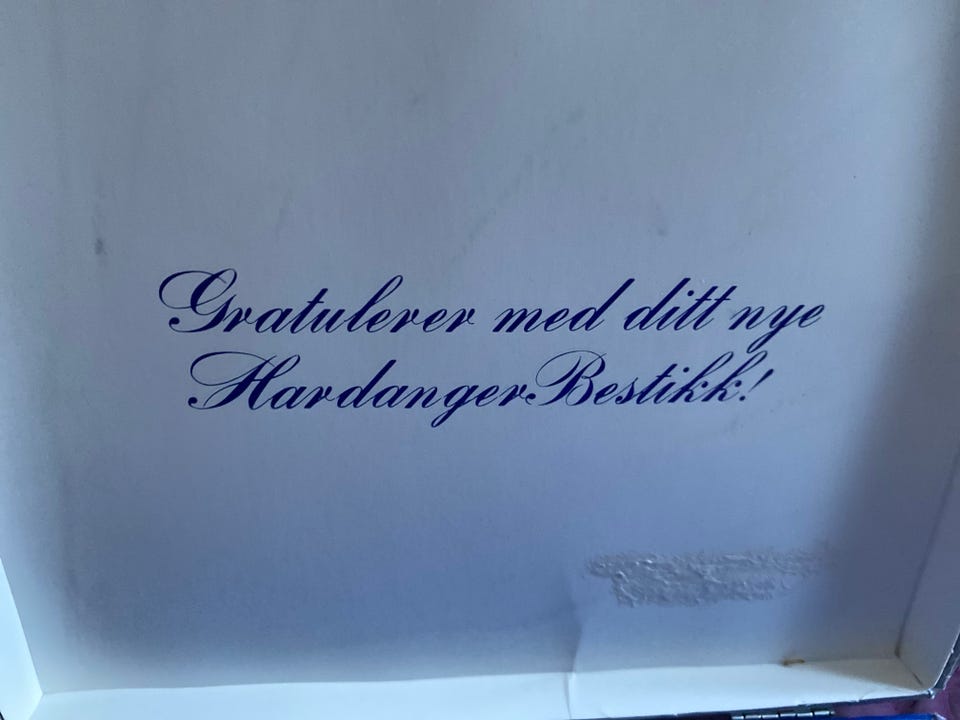 Gratulerer med ditt nye
HardangerBestikk!